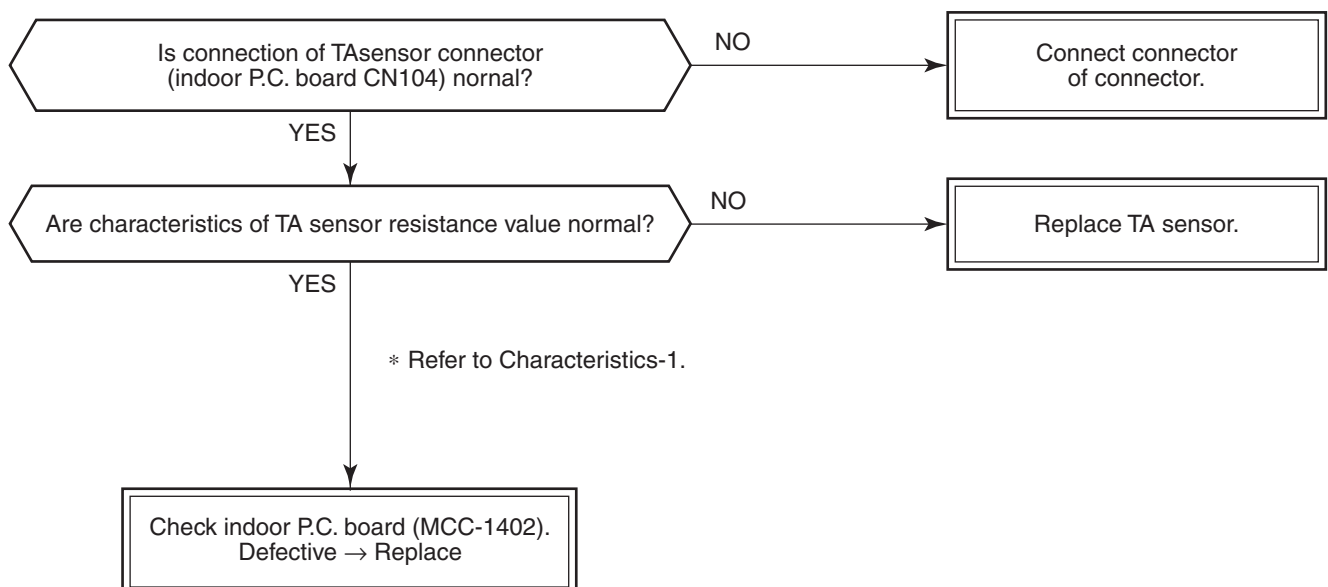 Is connection of TAsensor connector
(indoor P.C. board CN104) nornal?
NO
Connect connector
of connector.
YES
Are characteristics of TA sensor resistance value normal?
NO
Replace TA sensor.
YES
* Refer to Characteristics-1.
Check indoor P.C. board (MCC-1402).
Defective → Replace